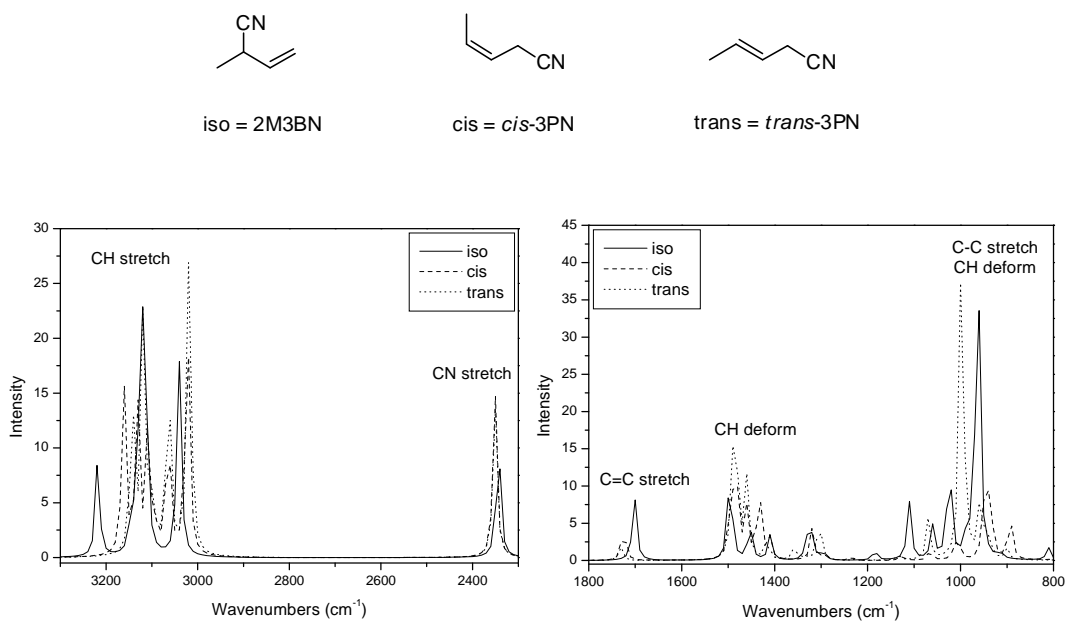 CN
CN
CN
iso = 2M3BN
cis = cis-3PN
trans = trans-3PN
30
25
20
15
10
5
0
Intensity
CH stretch
iso
cis
trans
CN stretch
3200
3000
2800
2600
2400
Wavenumbers (cm-1)
45
40
35
30
25
20
15
10
5
0
Intensity
iso
cis
trans
C-C stretch
CH deform
CH deform
C=C stretch
1800
1600
1400
1200
1000
800
Wavenumbers (cm-1)